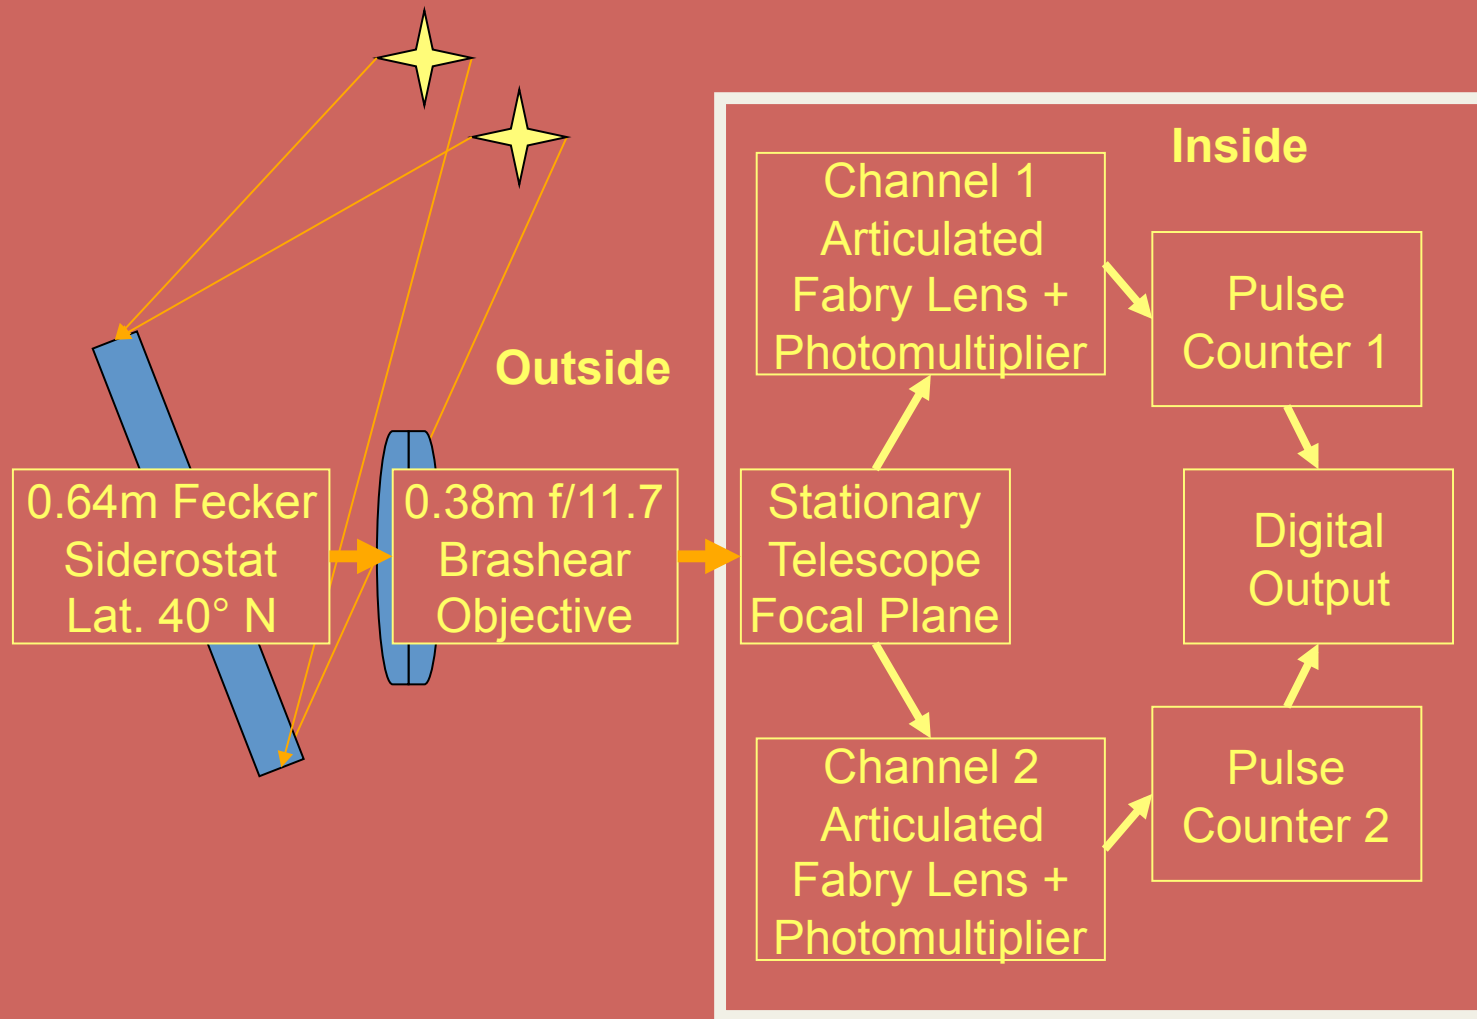 Outside
0.64m Fecker
Siderostat
Lat. 40° N
0.38m f/11.7
Brashear
Objective
Inside
Stationary
Telescope
Focal Plane
Channel 1
Articulated
Fabry Lens +
Photomultiplier
Pulse
Counter 1
Channel 2
Articulated
Fabry Lens +
Photomultiplier
Pulse
Counter 2
Digital
Output